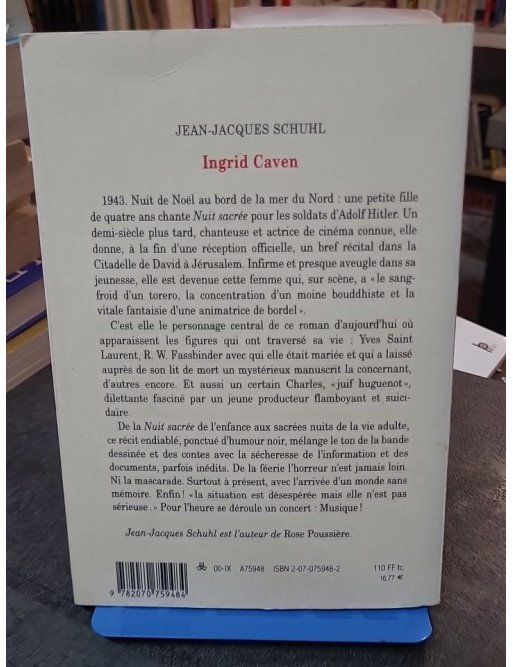 JEAN-JACQUES SCHUHL
Ingrid Caven
1943. Nuit de Noël au bord de la mer du Nord : une petite fille
de quatre ans chante Nuit sacrée pour les soldats d'Adolf Hitler. Un
demi-siècle plus tard, chanteuse et actrice de cinéma connue, elle
donne, à la fin d'une réception officielle, un bref récital dans la
Citadelle de David à Jérusalem. Infirme et presque aveugle dans sa
jeunesse, elle est devenue cette femme qui, sur scène, a « le sang-
froid d'un torero, la concentration d'un moine bouddhiste et la
vitale fantaisie d'une animatrice de bordel ».
C'est elle le personnage central de ce roman d'aujourd'hui où
apparaissent les figures qui ont traversé sa vie : Yves Saint
Laurent, R. W. Fassbinder avec qui elle était mariée et qui a laissé
auprès de son lit de mort un mystérieux manuscrit la concernant,
d'autres encore. Et aussi un certain Charles, « juif huguenot »,
dilettante fasciné par un jeune producteur flamboyant et suici-
daire.
De la Nuit sacrée de l'enfance aux sacrées nuits de la vie adulte,
ce récit endiablé, ponctué d'humour noir, mélange le ton de la bande
dessinée et des contes avec la sécheresse de l'information et des
documents, parfois inédits. De la féerie l'horreur n'est jamais loin.
Ni la mascarade. Surtout à présent, avec l'arrivée d'un monde sans
mémoire. Enfin ! « la situation est désespérée mais elle n'est pas
sérieuse. » Pour l'heure se déroule un concert : Musique !
Jean-Jacques Schuhl est l'auteur de Rose Poussière.
00-IX A75948 ISBN 2-07-075948-2
110 FF tc
16,77 €
9 782070 759484